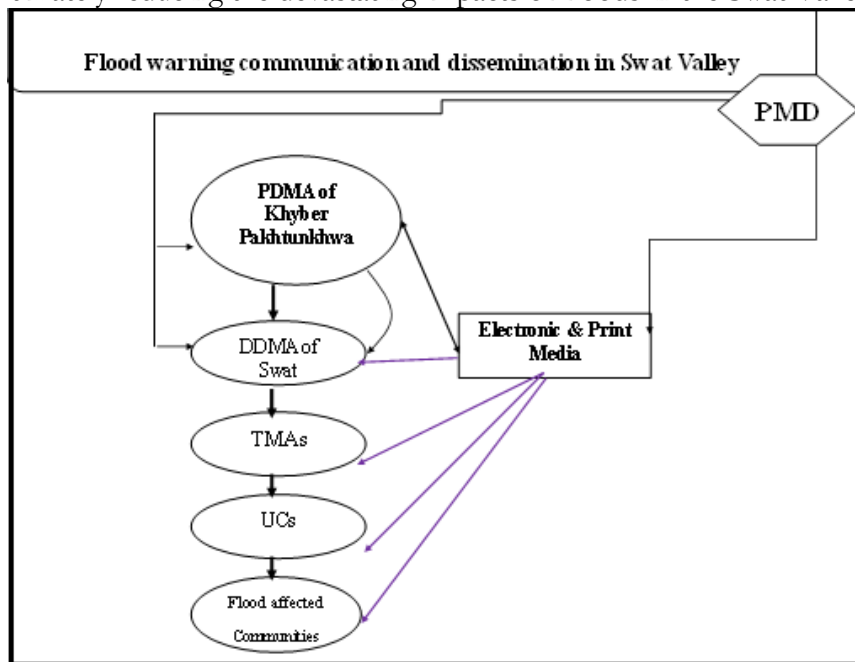 Flood warning communication and dissemination in Swat Valley
PMD
PDMA of
Khyber
Pakhtunkhwa
Electronic & Print
Media
DDMA of
Swat
TMAs
UCs
Flood affected
Communities